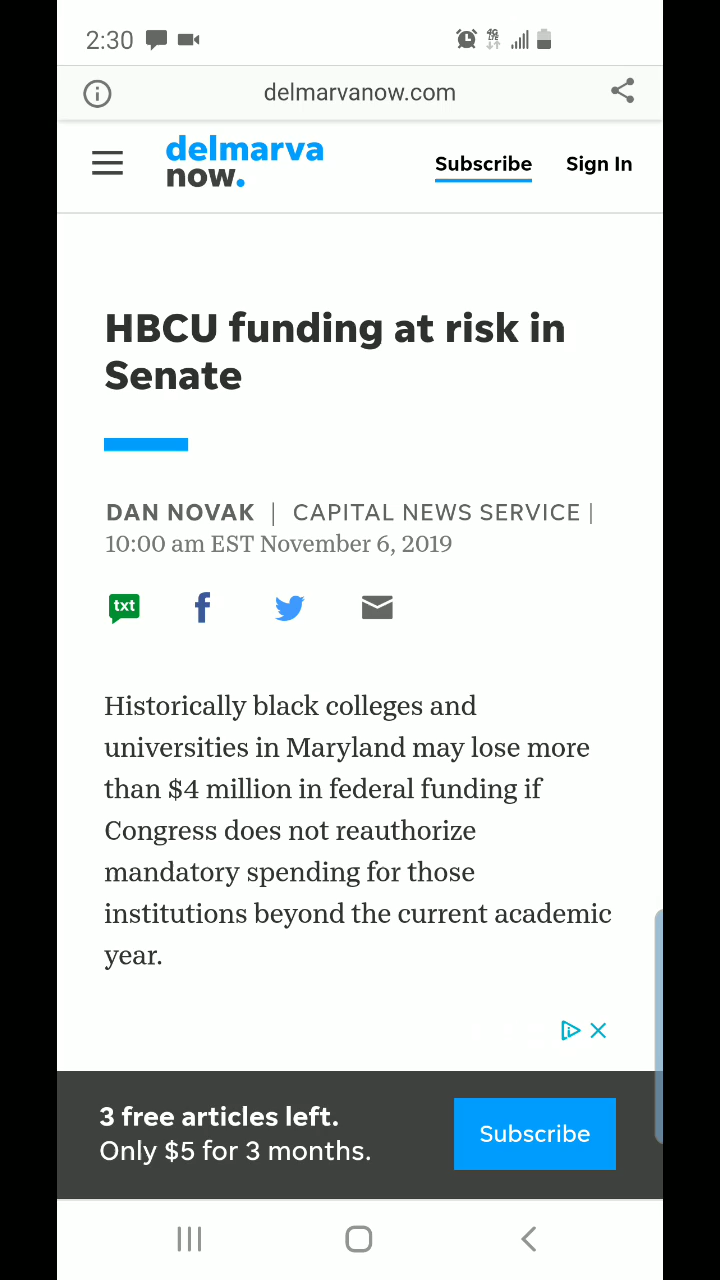 2:30
delmarvanow.com
delmarva
now.
Subscribe
Sign In
HBCU funding at risk in
Senate
DAN NOVAK | CAPITAL NEWS SERVICE |
10:00 am EST November 6, 2019
txt
Historically black colleges and
universities in Maryland may lose more
than $4 million in federal funding if
Congress does not reauthorize
mandatory spending for those
institutions beyond the current academic
year.
3 free articles left.
Only $5 for 3 months.
Subscribe